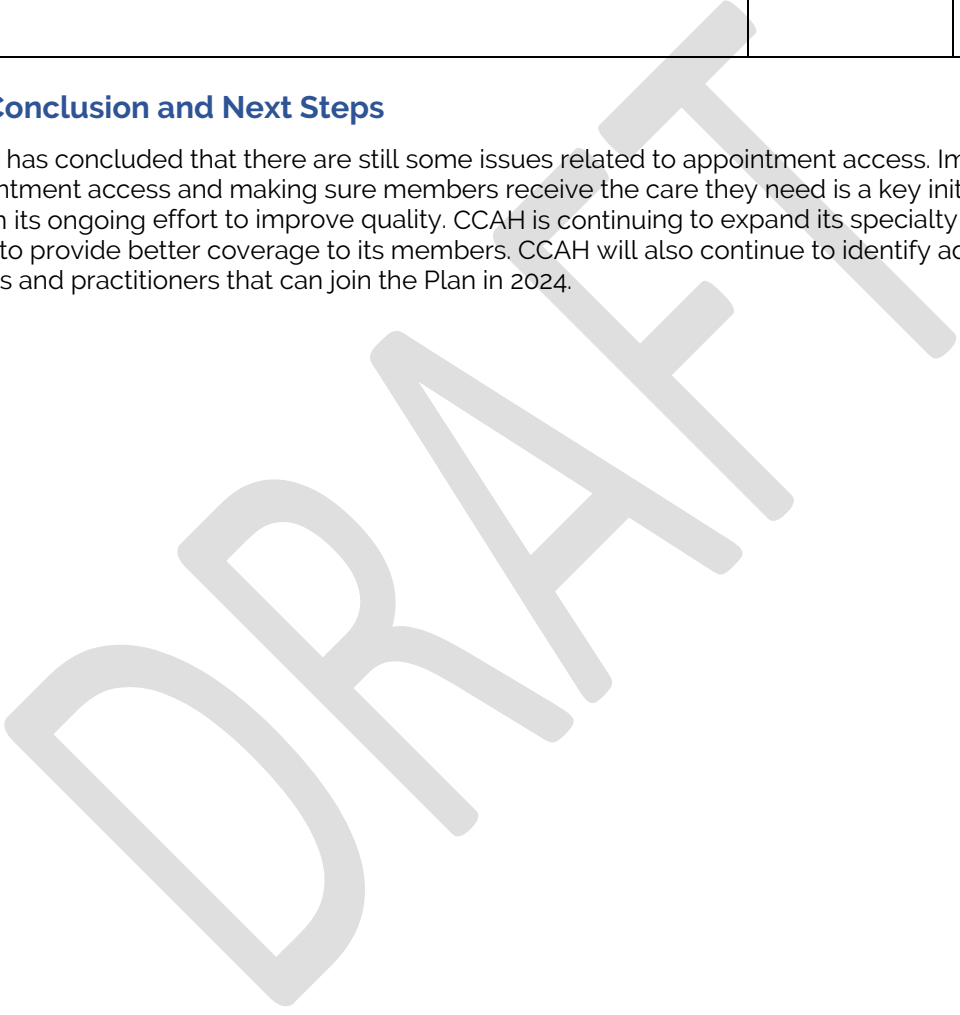 Conclusion and Next Steps
has concluded that there are still some issues related to appointment access. Im
ntment access and making sure members receive the care they need is a key init
n its ongoing effort to improve quality. CCAH is continuing to expand its specialty
to provide better coverage to its members. CCAH will also continue to identify ad
s and practitioners that can join the Plan in 2024.
DRAFT